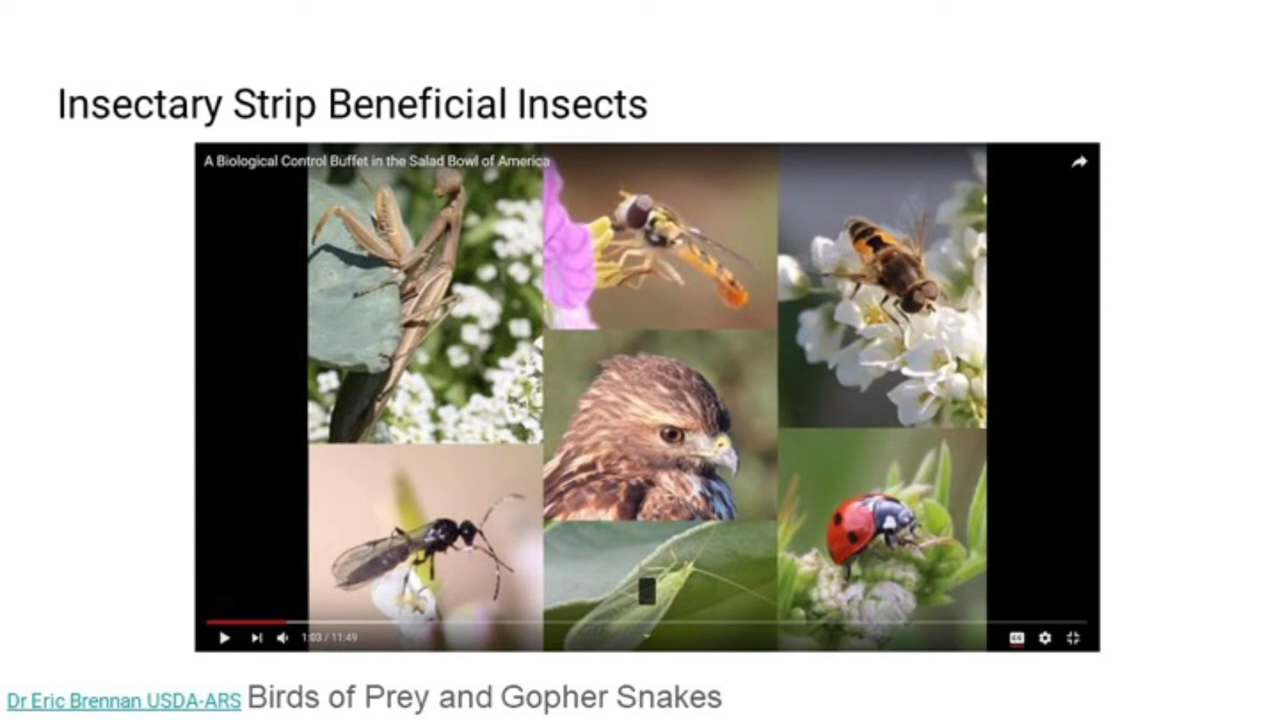 Insectary Strip Beneficial Insects
A Biological Control Buffet in the Salad Bowl of America
1:03 / 11:49
CC
Dr Eric Brennan USDA-ARS Birds of Prey and Gopher Snakes